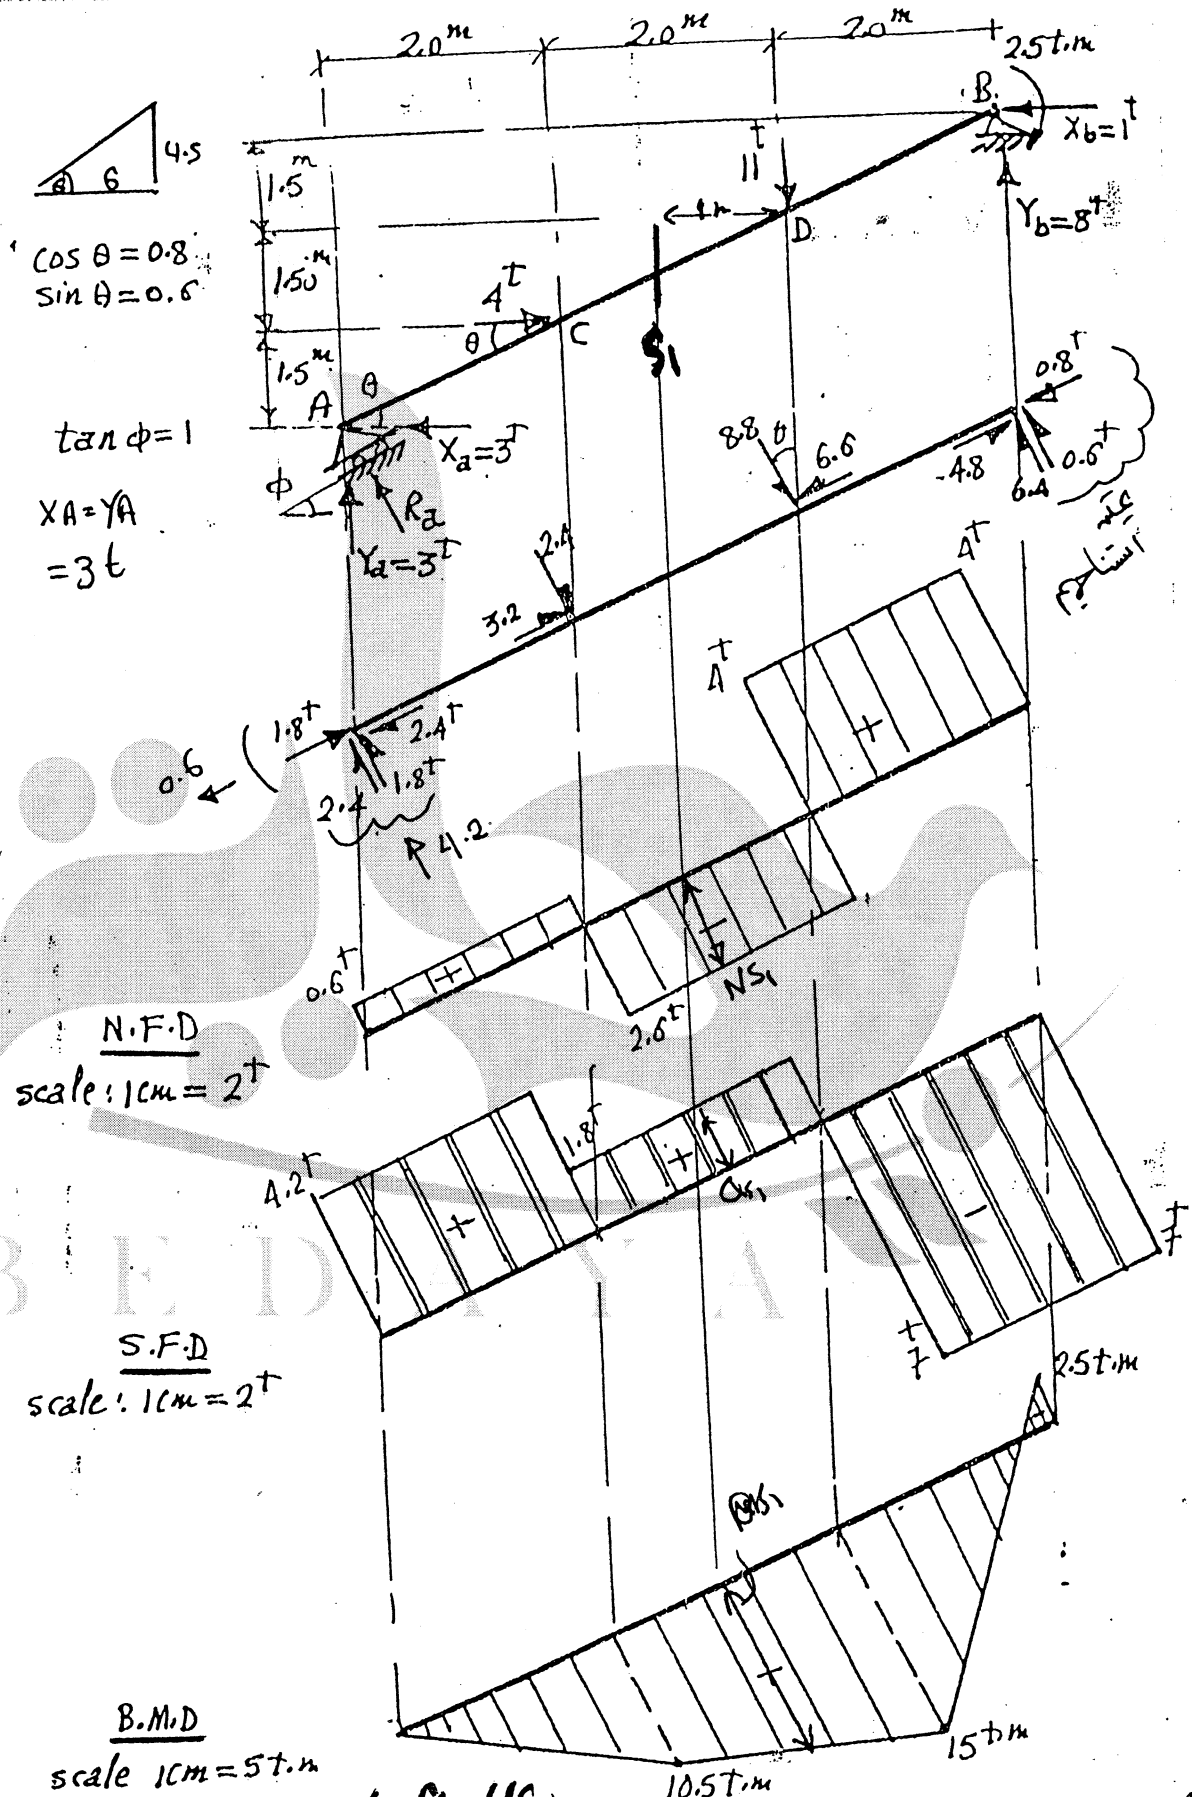 2.0m 2.0m 2.0m
2.5t.m
B
Xb=1t
11t
4.5
6
1.5m
1m
Yb=8t
D
cos θ=0.8
sin θ=0.6
1.50m
4t
θ
C
S1
1.5m
θ
A
0.8t
tan φ=1
Xa=3t
8.8
θ
6.6
4.8
0.6t
6.4
φ
XA=YA
=3t
Ra
Ya=3t
2.4
4t
3.2
4t
+
1.8t
2.4t
0.6
2.4
1.8t
4.2
0.6t
+
-
NS1
2.6t
N.F.D
scale: 1cm=2t
1.8t
4.2t
+
+
QS1
-
7t
7t
BEDAYA
S.F.D
scale: 1cm=2t
2.5t.m
MS1
+
B.M.D
scale 1cm=5t.m
15t.m
10.5t.m